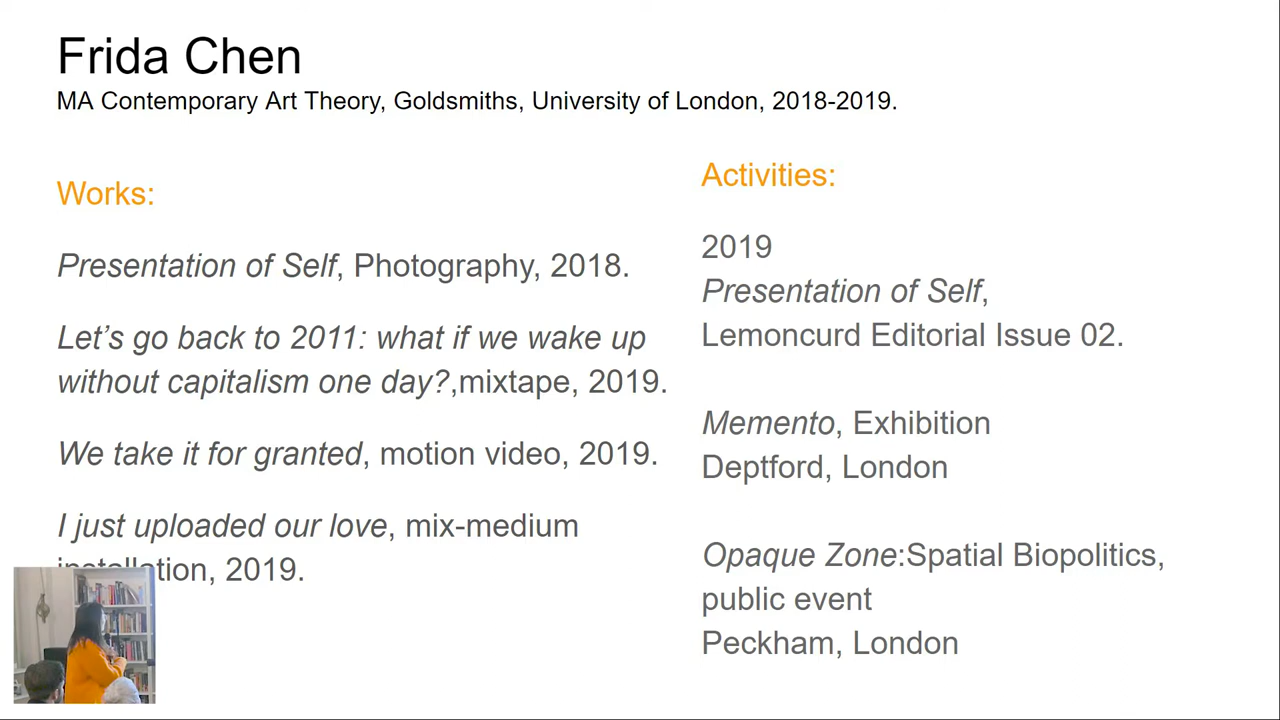 Frida Chen
MA Contemporary Art Theory, Goldsmiths, University of London, 2018-2019.
Works:
Presentation of Self, Photography, 2018.
Let's go back to 2011: what if we wake up
without capitalism one day?,mixtape, 2019.
We take it for granted, motion video, 2019.
I just uploaded our love, mix-medium
installation, 2019.
Activities:
2019
Presentation of Self,
Lemoncurd Editorial Issue 02.
Memento, Exhibition
Deptford, London
Opaque Zone:Spatial Biopolitics,
public event
Peckham, London